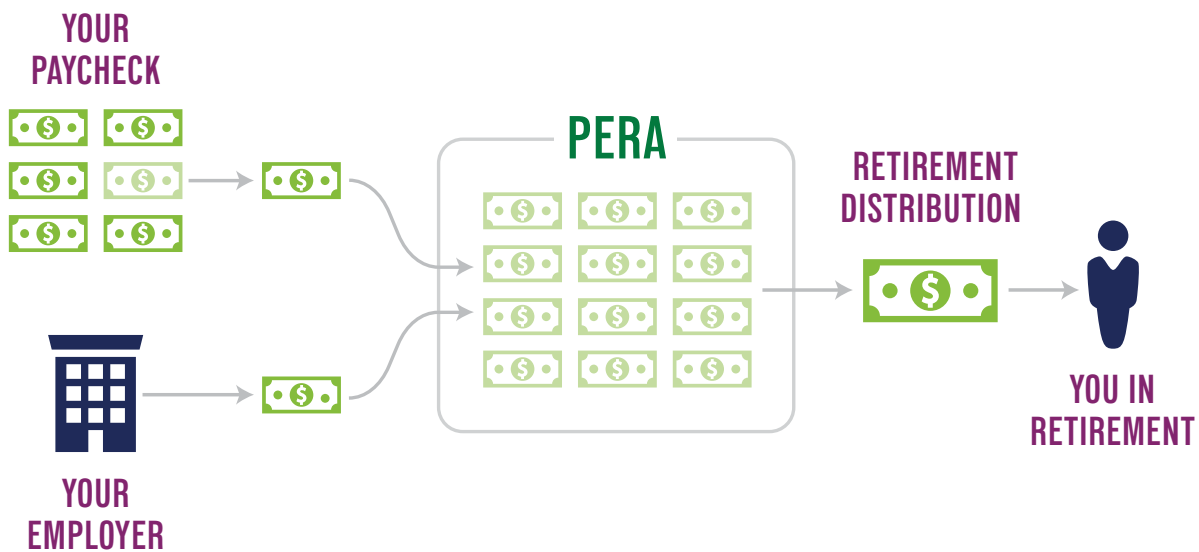 YOUR
PAYCHECK
PERA
RETIREMENT
DISTRIBUTION
YOU IN
RETIREMENT
YOUR
EMPLOYER